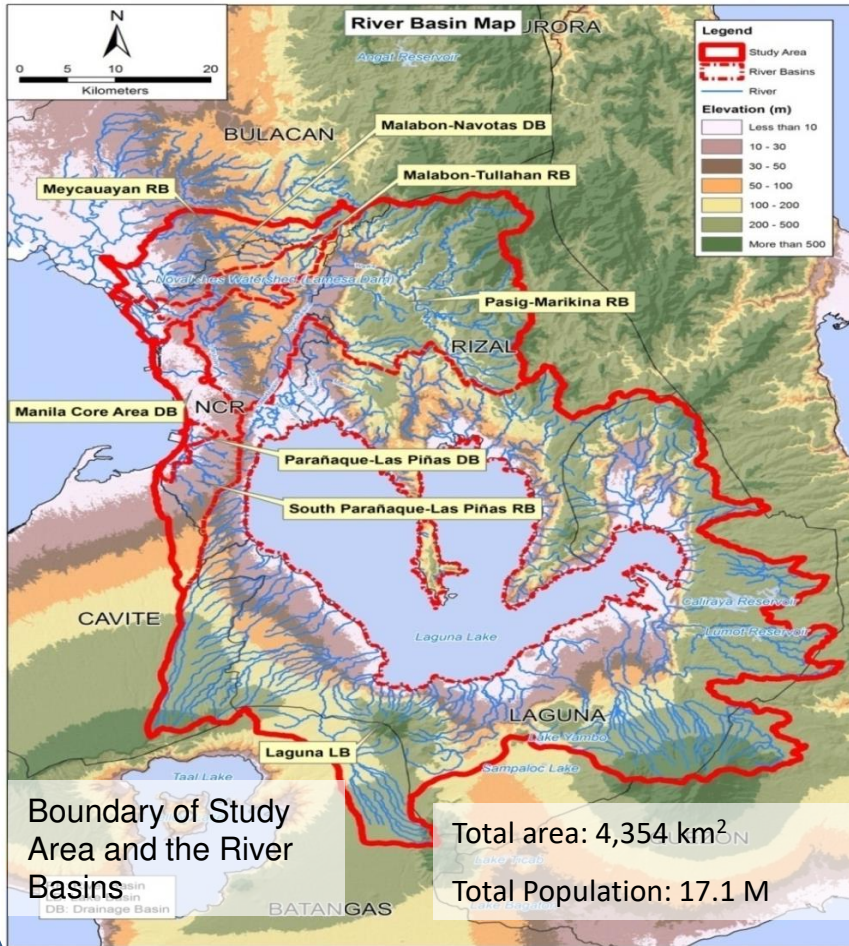 River Basin Map
N
0 5 10 20
Kilometers
Legend
Study Area
River Basins
River
Elevation (m)
Less than 10
10 - 30
30 - 50
50 - 100
100 - 200
200 - 500
More than 500
Angat Reservoir
BULACAN
Malabon-Navotas DB
Malabon-Tullahan RB
Meycauayan RB
Pasig-Marikina RB
RIZAL
Manila Core Area DB
NCR
Parañaque-Las Piñas DB
South Parañaque-Las Piñas RB
CAVITE
Caliraya Reservoir
Lumot Reservoir
Laguna Lake
LAGUNA
Lake Yambo
Laguna LB
Sampaloc Lake
Taal Lake
Boundary of Study
Area and the River
Basins
DB: Drainage Basin
BATANGAS
Total area: 4,354 km²
Total Population: 17.1 M